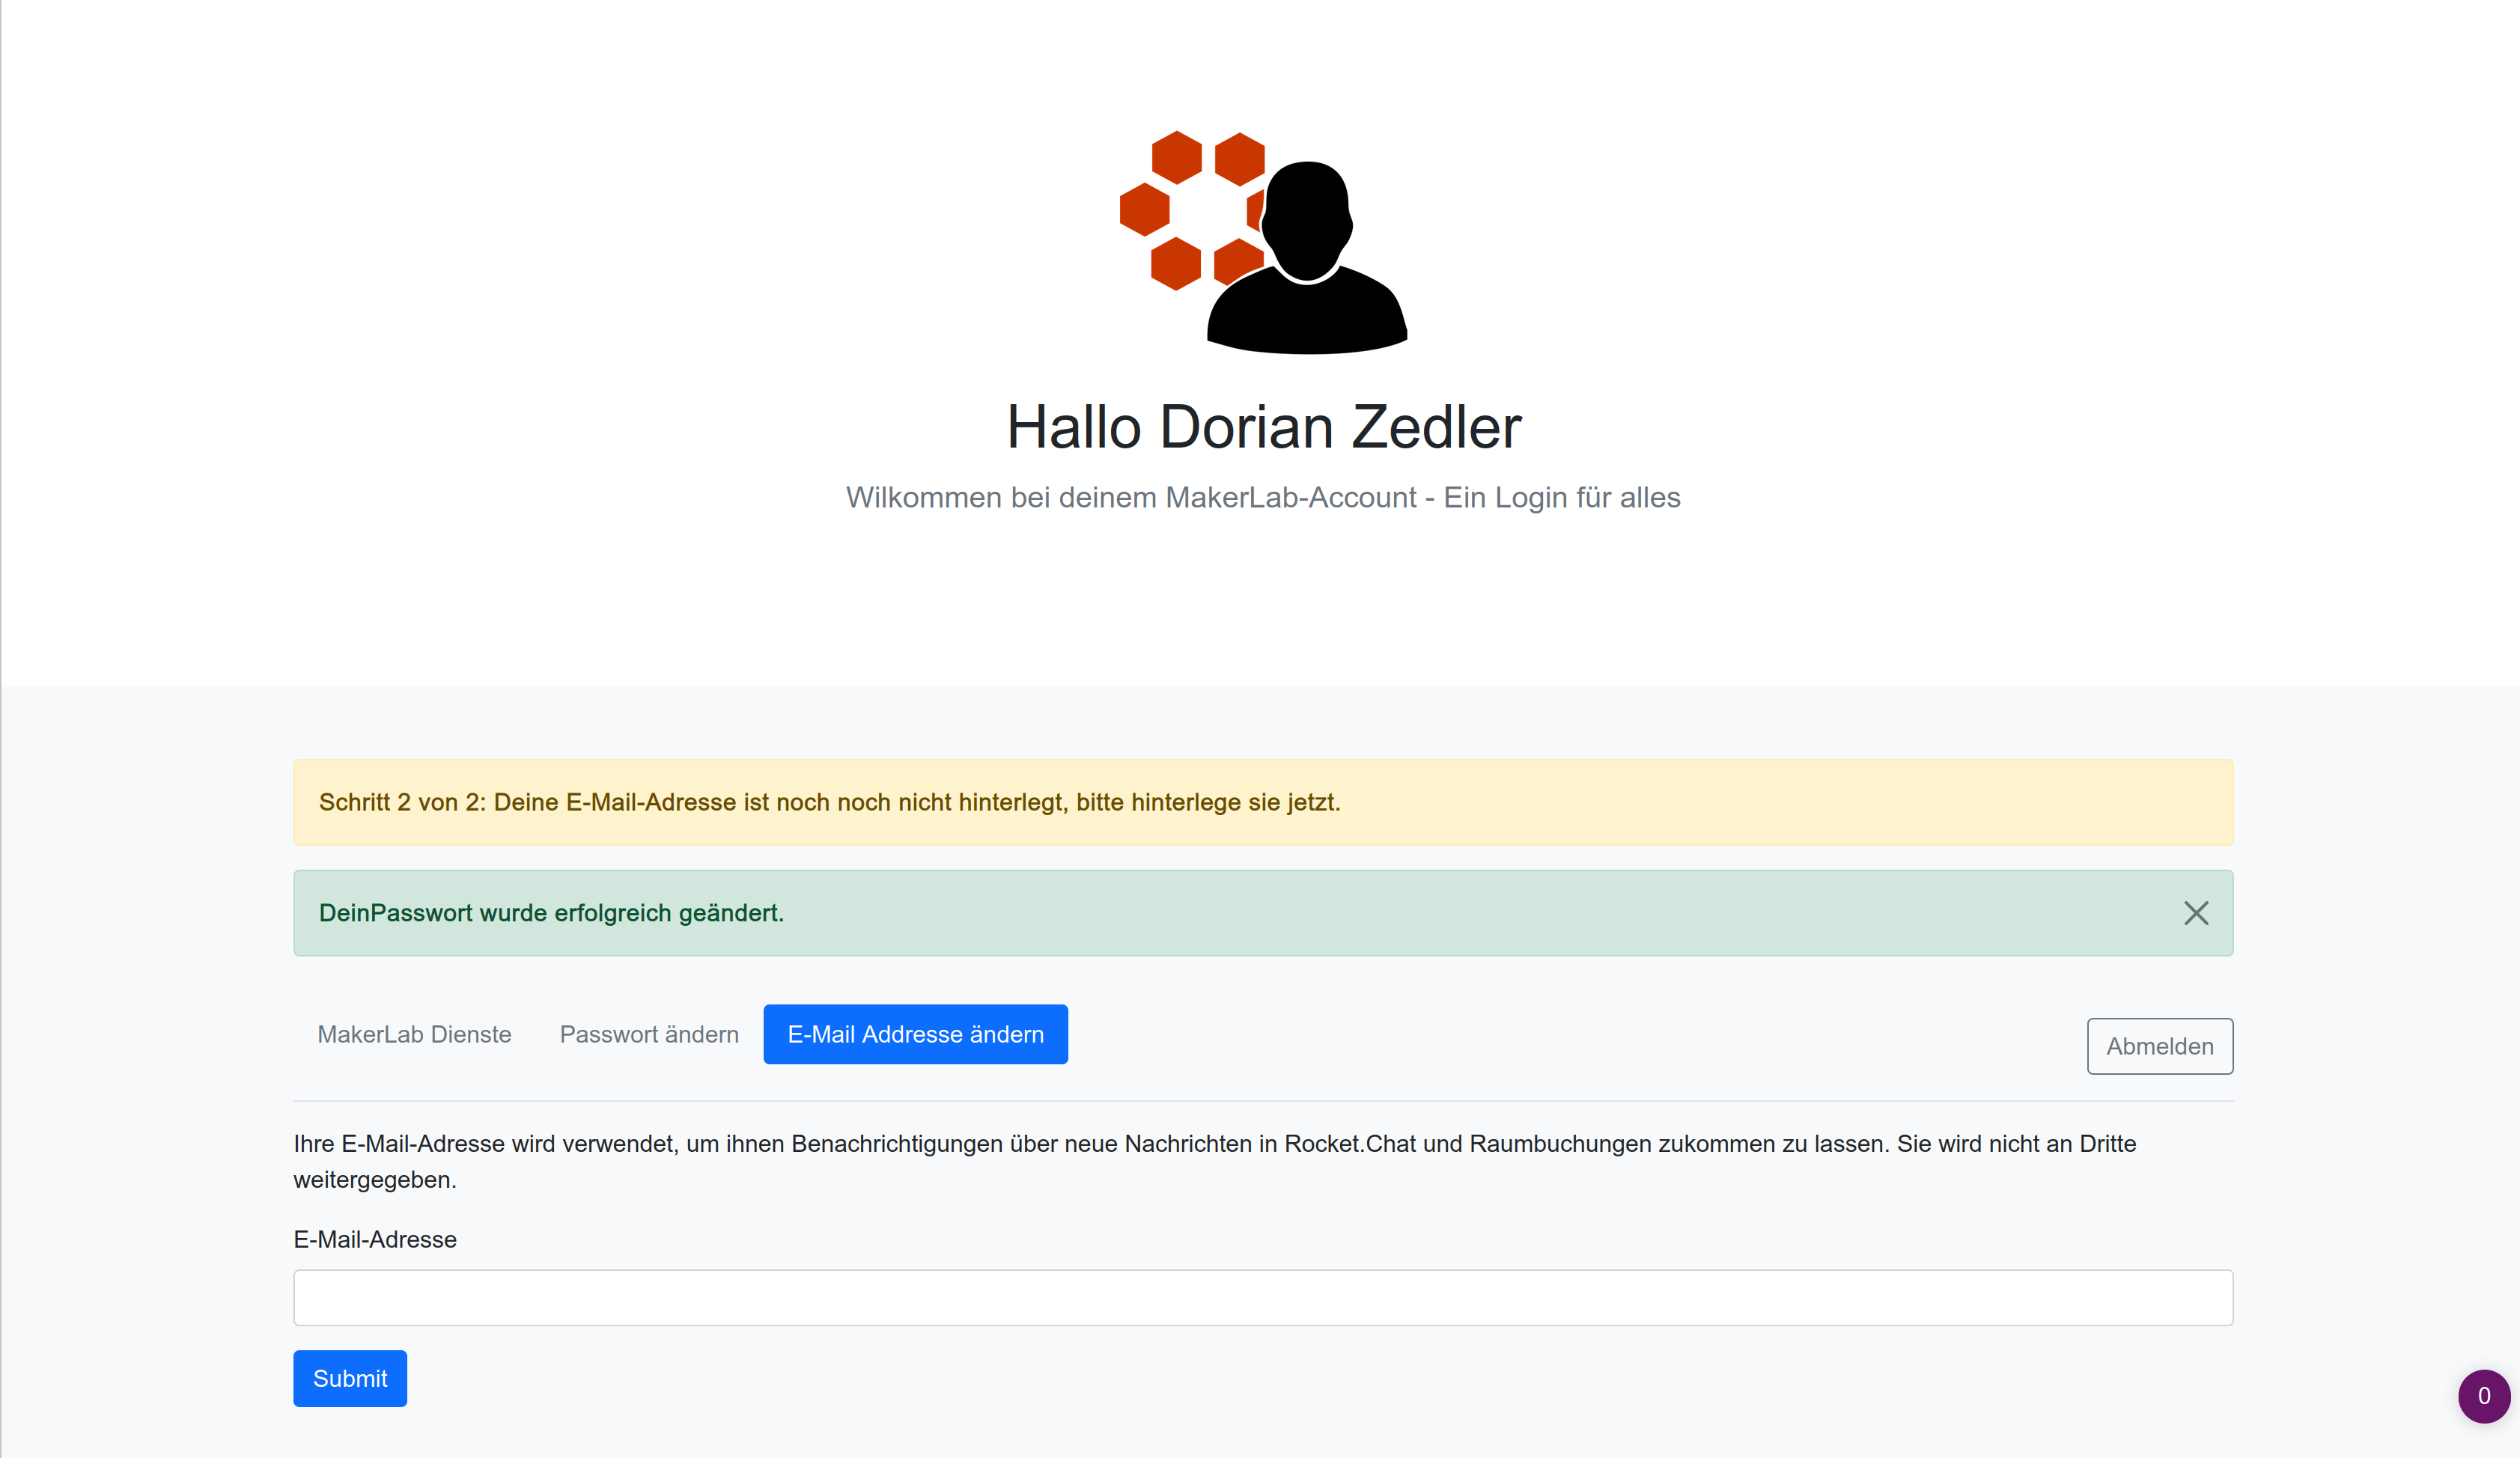 Hallo Dorian Zedler
Wilkommen bei deinem MakerLab-Account - Ein Login für alles
Schritt 2 von 2: Deine E-Mail-Adresse ist noch noch nicht hinterlegt, bitte hinterlege sie jetzt.
DeinPasswort wurde erfolgreich geändert.
MakerLab Dienste
Passwort ändern
E-Mail Addresse ändern
Abmelden
Ihre E-Mail-Adresse wird verwendet, um ihnen Benachrichtigungen über neue Nachrichten in Rocket.Chat und Raumbuchungen zukommen zu lassen. Sie wird nicht an Dritte
weitergegeben.
E-Mail-Adresse
Submit
0